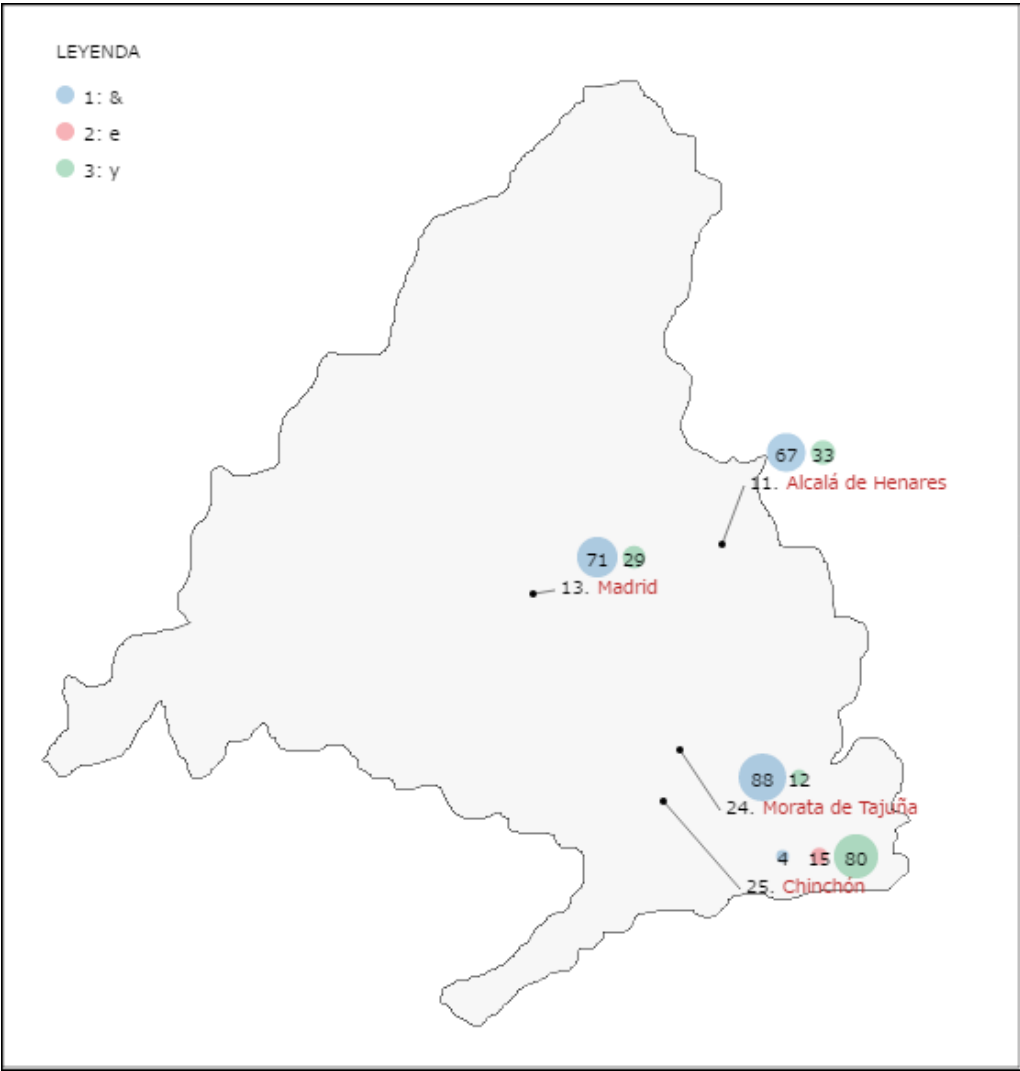 LEYENDA
1: &
2: e
3: y
67 33
11. Alcalá de Henares
71 29
13. Madrid
88 12
24. Morata de Tajuña
4 15 80
25. Chinchón